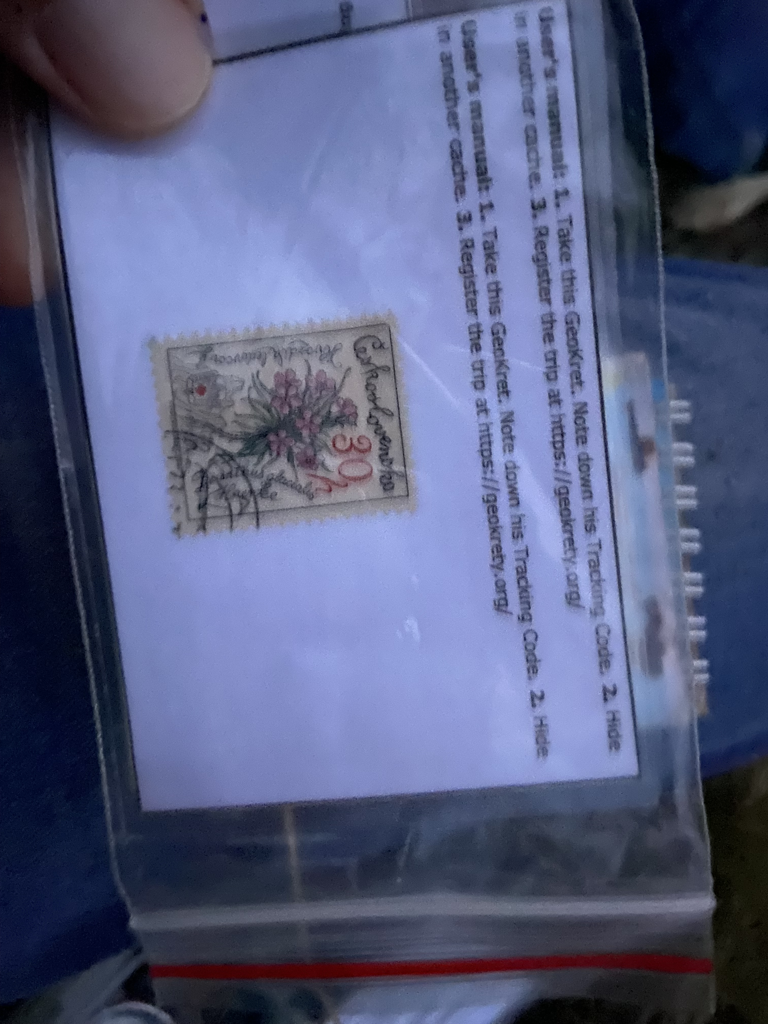 User's manual: 1. Take this GeoKret. Note down his Tracking Code. 2. Hide
in another cache. 3. Register the trip at https://geokrety.org/
User's manual: 1. Take this GeoKret. Note down his Tracking Code. 2. Hide
in another cache. 3. Register the trip at https://geokrety.org/
Československo
30 h